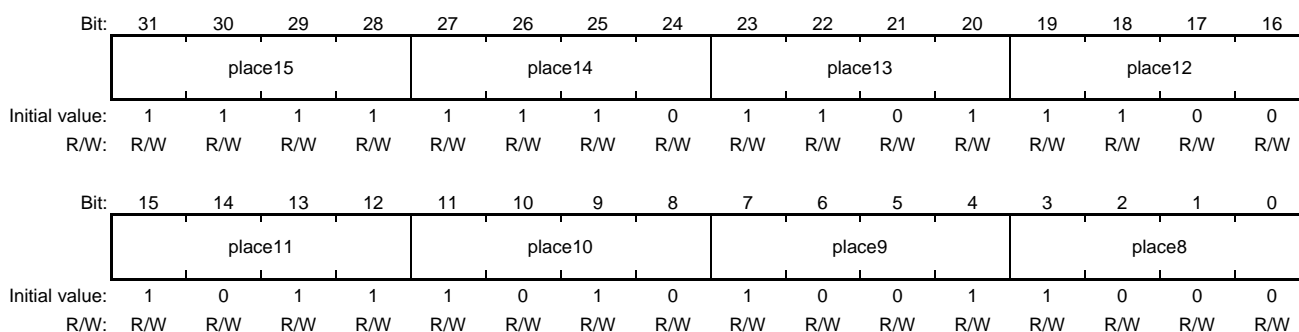 Bit: 31 30 29 28 27 26 25 24 23 22 21 20 19 18 17 16
place15 place14 place13 place12
Initial value: 1 1 1 1 1 1 1 0 1 1 0 1 1 1 0 0
R/W: R/W R/W R/W R/W R/W R/W R/W R/W R/W R/W R/W R/W R/W R/W R/W R/W
Bit: 15 14 13 12 11 10 9 8 7 6 5 4 3 2 1 0
place11 place10 place9 place8
Initial value: 1 0 1 1 1 0 1 0 1 0 0 1 1 0 0 0
R/W: R/W R/W R/W R/W R/W R/W R/W R/W R/W R/W R/W R/W R/W R/W R/W R/W